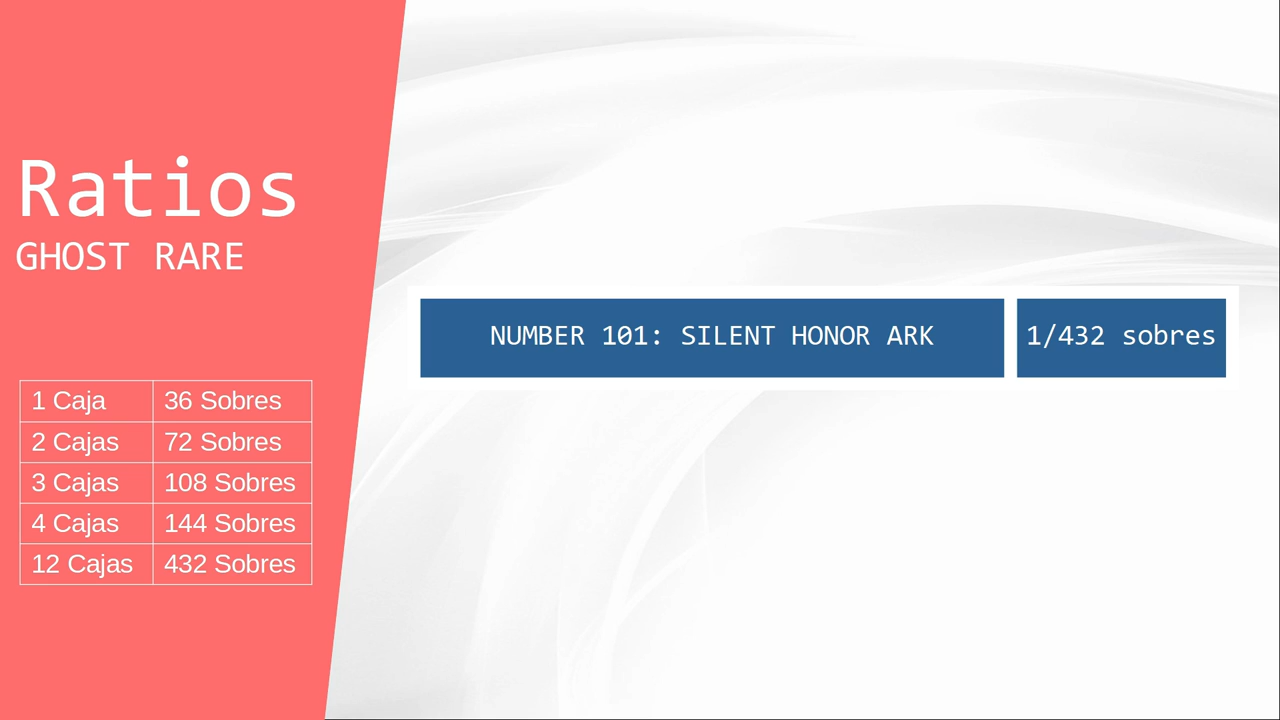 Ratios
GHOST RARE
1 Caja 36 Sobres
2 Cajas 72 Sobres
3 Cajas 108 Sobres
4 Cajas 144 Sobres
12 Cajas 432 Sobres
NUMBER 101: SILENT HONOR ARK 1/432 sobres